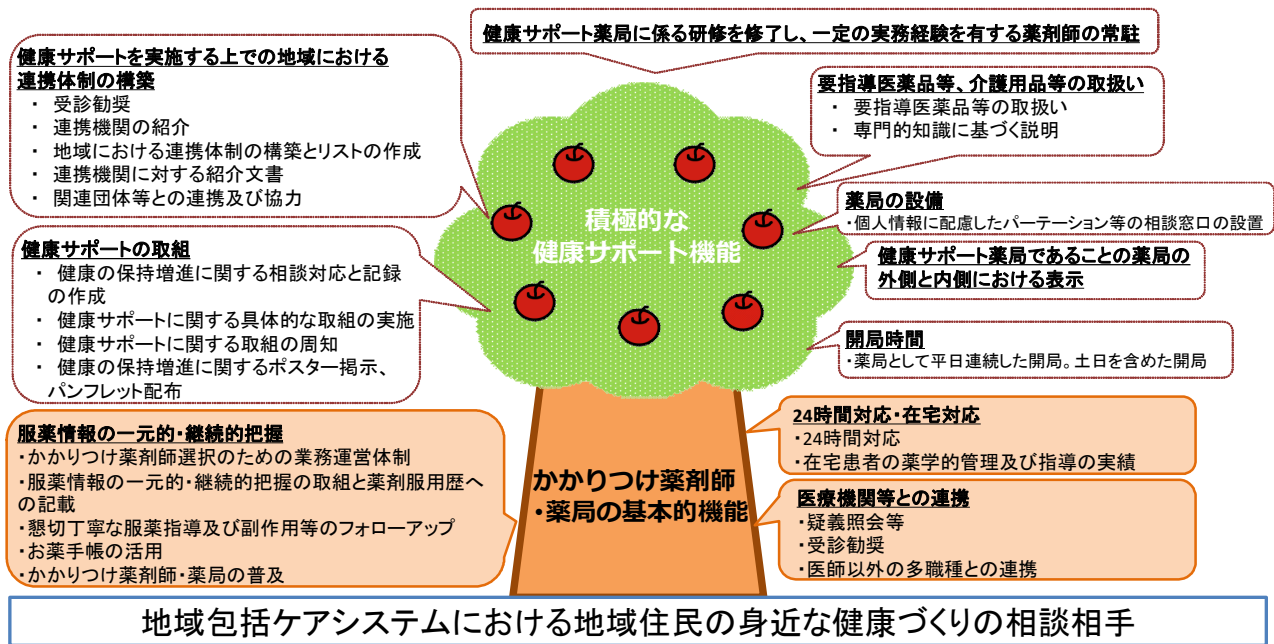 健康サポート薬局に係る研修を修了し、一定の実務経験を有する薬剤師の常駐
健康サポートを実施する上での地域における
連携体制の構築
・ 受診勧奨
・ 連携機関の紹介
・ 地域における連携体制の構築とリストの作成
・ 連携機関に対する紹介文書
・ 関連団体等との連携及び協力
健康サポートの取組
・ 健康の保持増進に関する相談対応と記録
の作成
・ 健康サポートに関する具体的な取組の実施
・ 健康サポートに関する取組の周知
・ 健康の保持増進に関するポスター掲示、
パンフレット配布
積極的な
健康サポート機能
要指導医薬品等、介護用品等の取扱い
・ 要指導医薬品等の取扱い
・ 専門的知識に基づく説明
薬局の設備
・個人情報に配慮したパーテーション等の相談窓口の設置
健康サポート薬局であることの薬局の
外側と内側における表示
開局時間
・薬局として平日連続した開局。土日を含めた開局
服薬情報の一元的・継続的把握
・かかりつけ薬剤師選択のための業務運営体制
・服薬情報の一元的・継続的把握の取組と薬剤服用歴へ
の記載
・懇切丁寧な服薬指導及び副作用等のフォローアップ
・お薬手帳の活用
・かかりつけ薬剤師・薬局の普及
かかりつけ薬剤師
・薬局の基本的機能
24時間対応・在宅対応
・24時間対応
・在宅患者の薬学的管理及び指導の実績
医療機関等との連携
・疑義照会等
・受診勧奨
・医師以外の多職種との連携
地域包括ケアシステムにおける地域住民の身近な健康づくりの相談相手